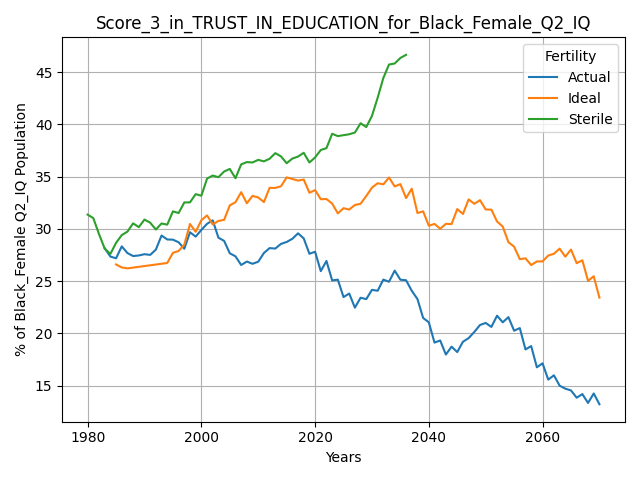 Score_3_in_TRUST_IN_EDUCATION_for_Black_Female_Q2_IQ
% of Black_Female Q2_IQ Population
45
40
35
30
25
20
15
1980
2000
2020
2040
2060
Years
Fertility
Actual
Ideal
Sterile